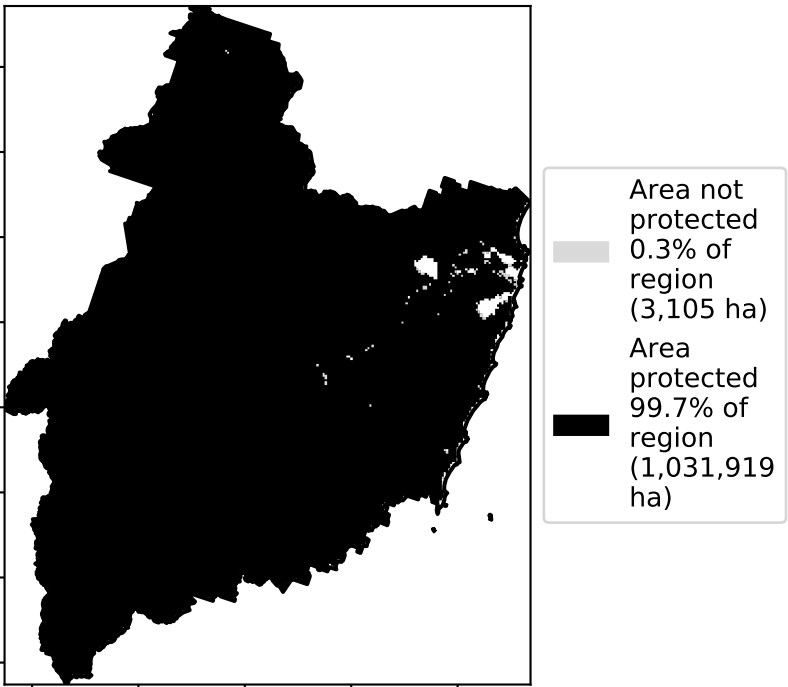 Area not
protected
0.3% of
region
(3,105 ha)
Area
protected
99.7% of
region
(1,031,919
ha)